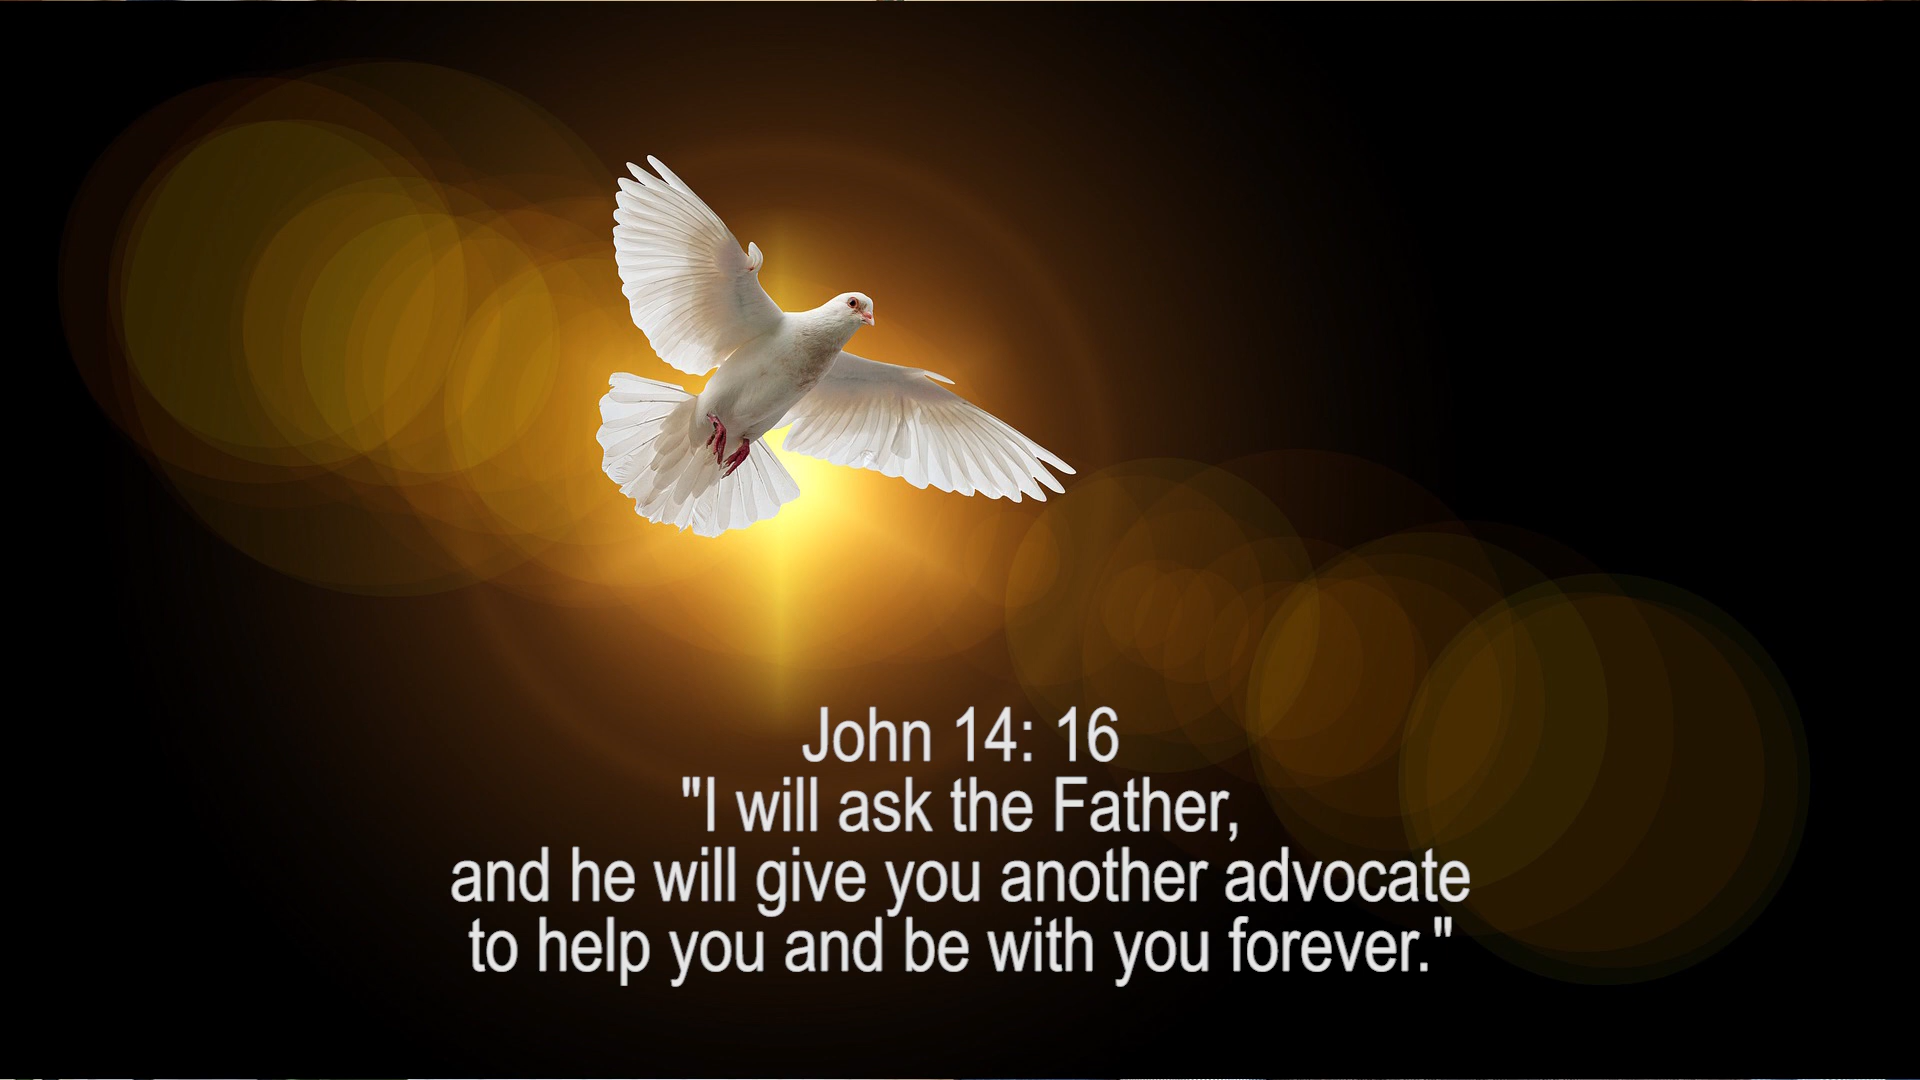 John 14: 16
"I will ask the Father,
and he will give you another advocate
to help you and be with you forever."